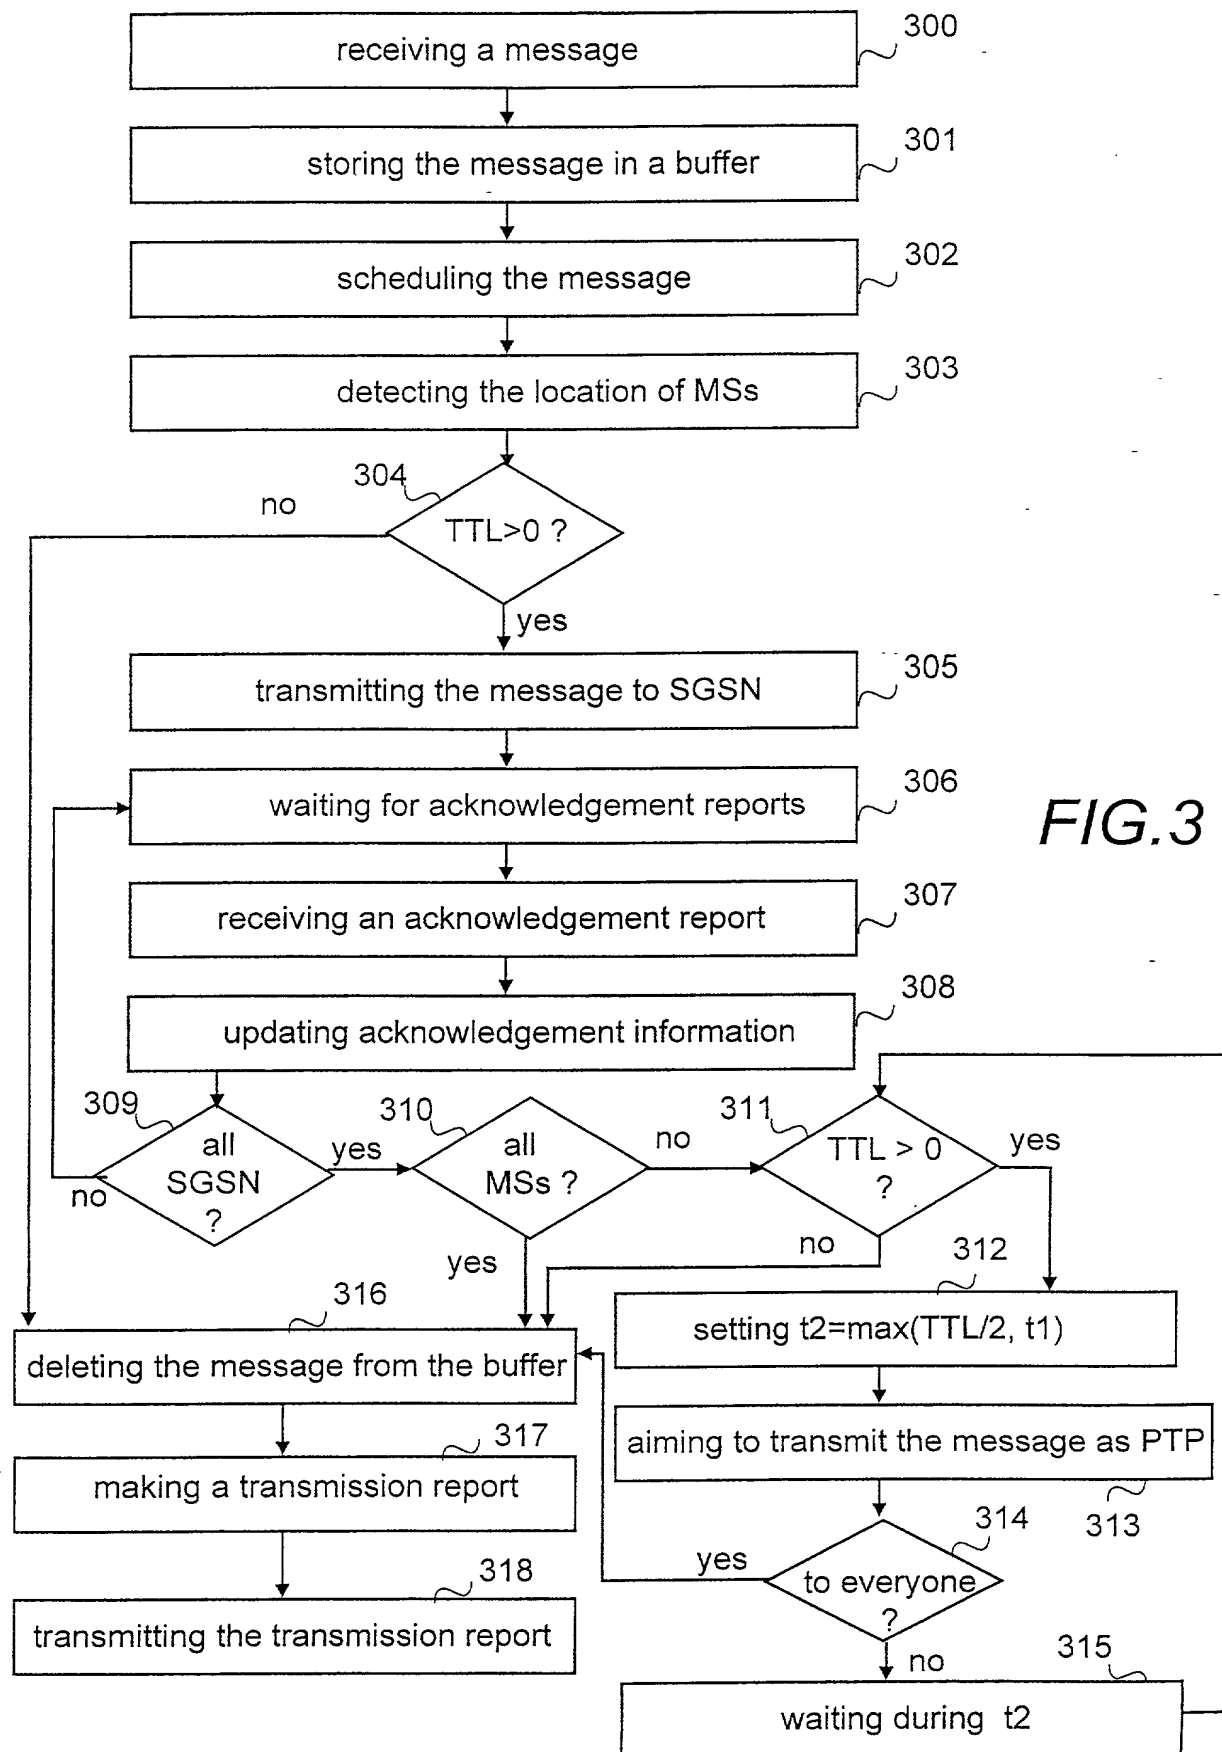 300
receiving a message
301
storing the message in a buffer
302
scheduling the message
303
detecting the location of MSs
304
no
TTL>0 ?
yes
305
transmitting the message to SGSN
306
waiting for acknowledgement reports
FIG.3
307
receiving an acknowledgement report
308
updating acknowledgement information
309
all
SGSN
?
yes
no
310
all
MSs ?
no
yes
311
TTL > 0
?
yes
no
312
setting t2=max(TTL/2, t1)
316
deleting the message from the buffer
aiming to transmit the message as PTP
313
317
making a transmission report
314
to everyone
?
yes
no
318
transmitting the transmission report
315
waiting during t2